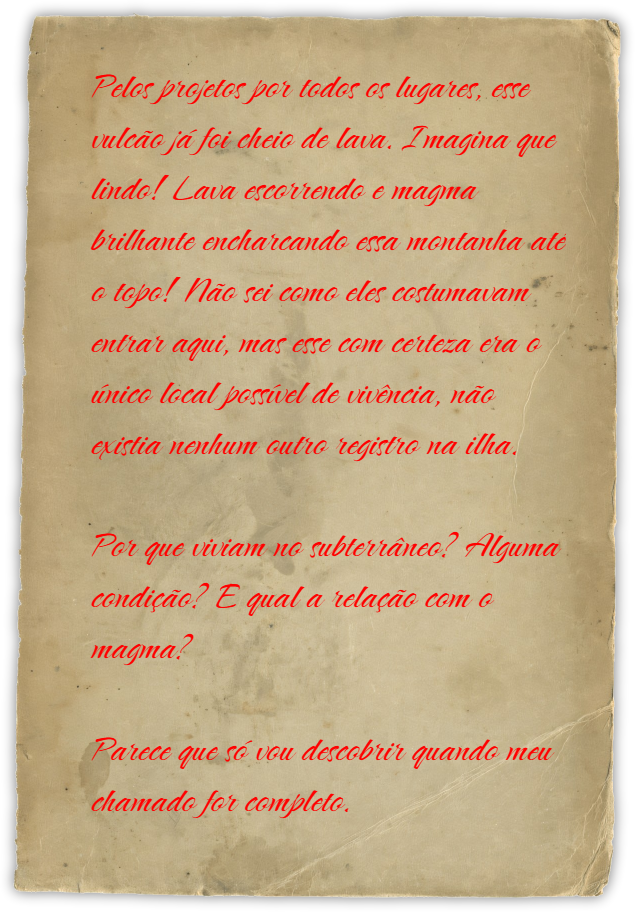 Pelos projetos por todos os lugares, esse
vulcão já foi cheio de lava. Imagina que
lindo! Lava escorrendo e magma
brilhante encharcando essa montanha até
o topo! Não sei como eles costumavam
entrar aqui, mas esse com certeza era o
único local possível de vivência, não
existia nenhum outro registro na ilha.
Por que viviam no subterrâneo? Alguma
condição? E qual a relação com o
magma?
Parece que só vou descobrir quando meu
chamado for completo.